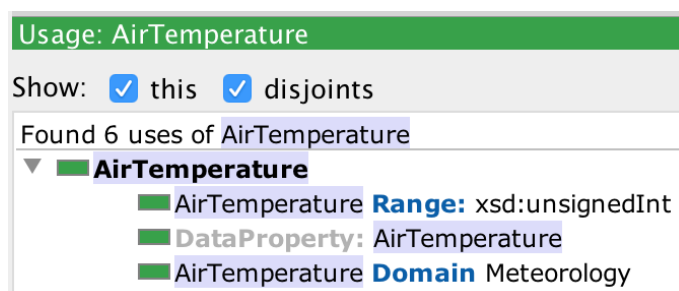 Usage: AirTemperature
Show: this disjoints
Found 6 uses of AirTemperature
AirTemperature
AirTemperature Range: xsd:unsignedInt
DataProperty: AirTemperature
AirTemperature Domain Meteorology